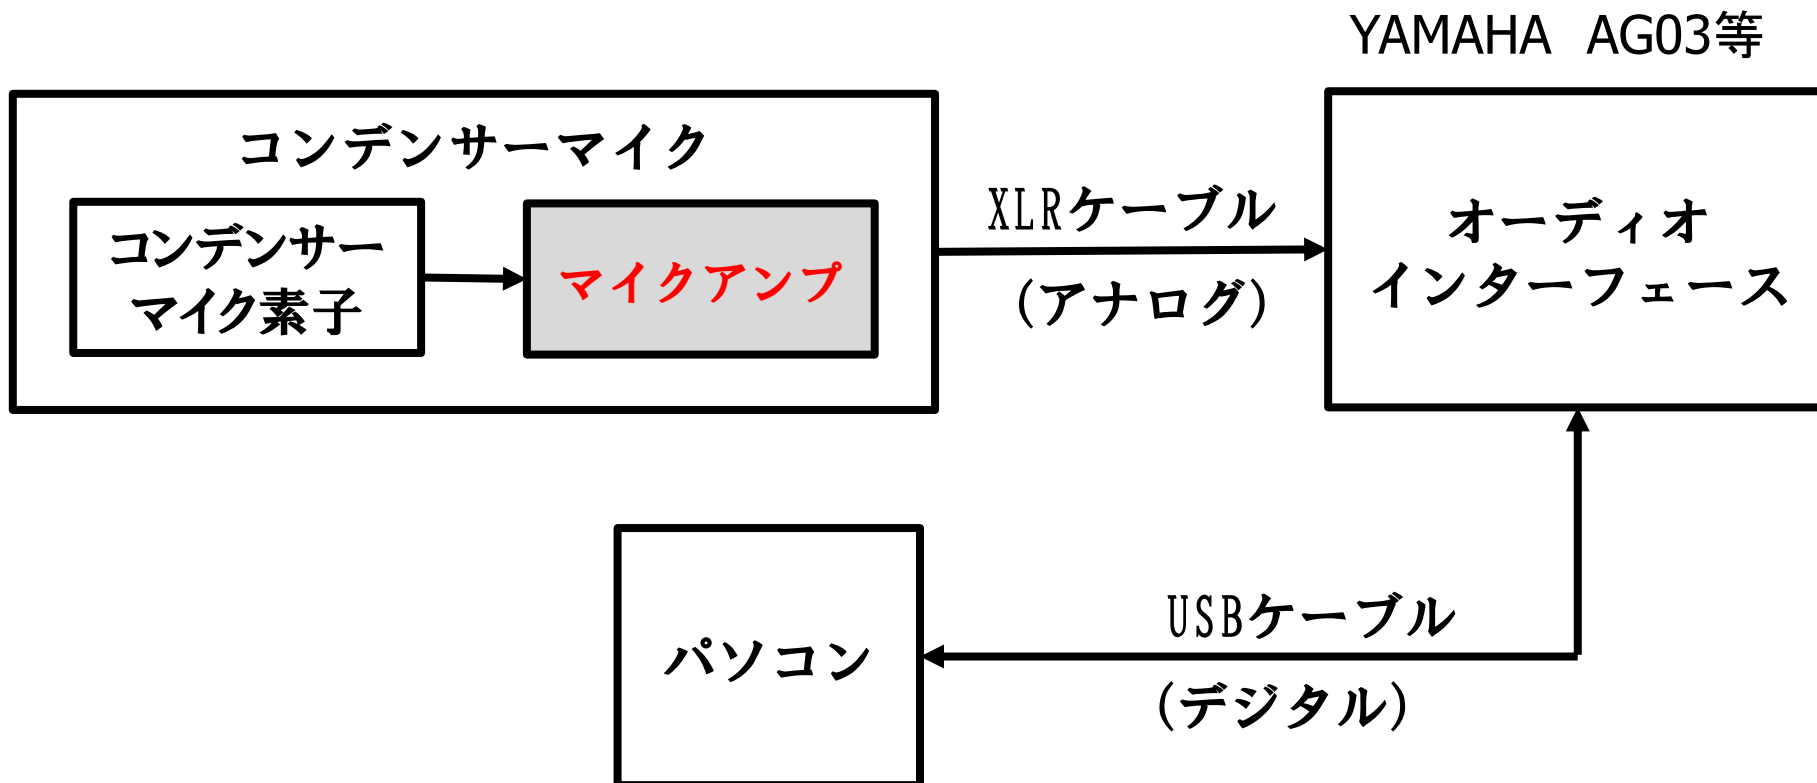 YAMAHA　AG03等
コンデンサーマイク
コンデンサー
マイク素子
マイクアンプ
XLRケーブル
(アナログ)
オーディオ
インターフェース
パソコン
USBケーブル
(デジタル)